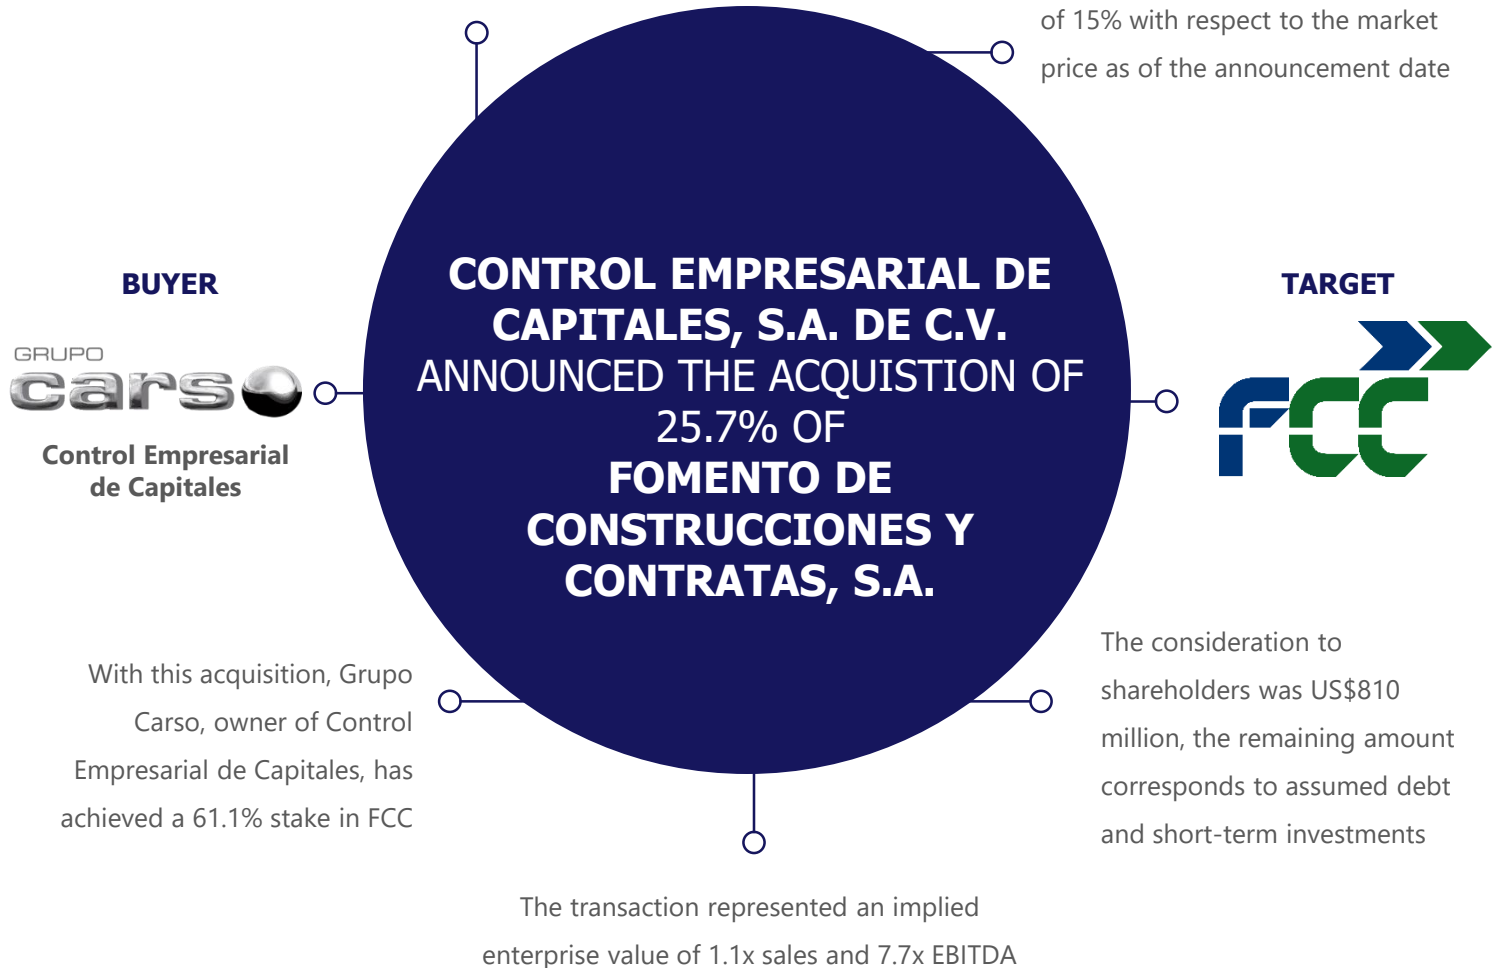 of 15% with respect to the market
price as of the announcement date
BUYER
GRUPO
carso
Control Empresarial
de Capitales
CONTROL EMPRESARIAL DE
CAPITALES, S.A. DE C.V.
ANNOUNCED THE ACQUISTION OF
25.7% OF
FOMENTO DE
CONSTRUCCIONES Y
CONTRATAS, S.A.
TARGET
FCC
With this acquisition, Grupo
Carso, owner of Control
Empresarial de Capitales, has
achieved a 61.1% stake in FCC
The consideration to
shareholders was US$810
million, the remaining amount
corresponds to assumed debt
and short-term investments
The transaction represented an implied
enterprise value of 1.1x sales and 7.7x EBITDA